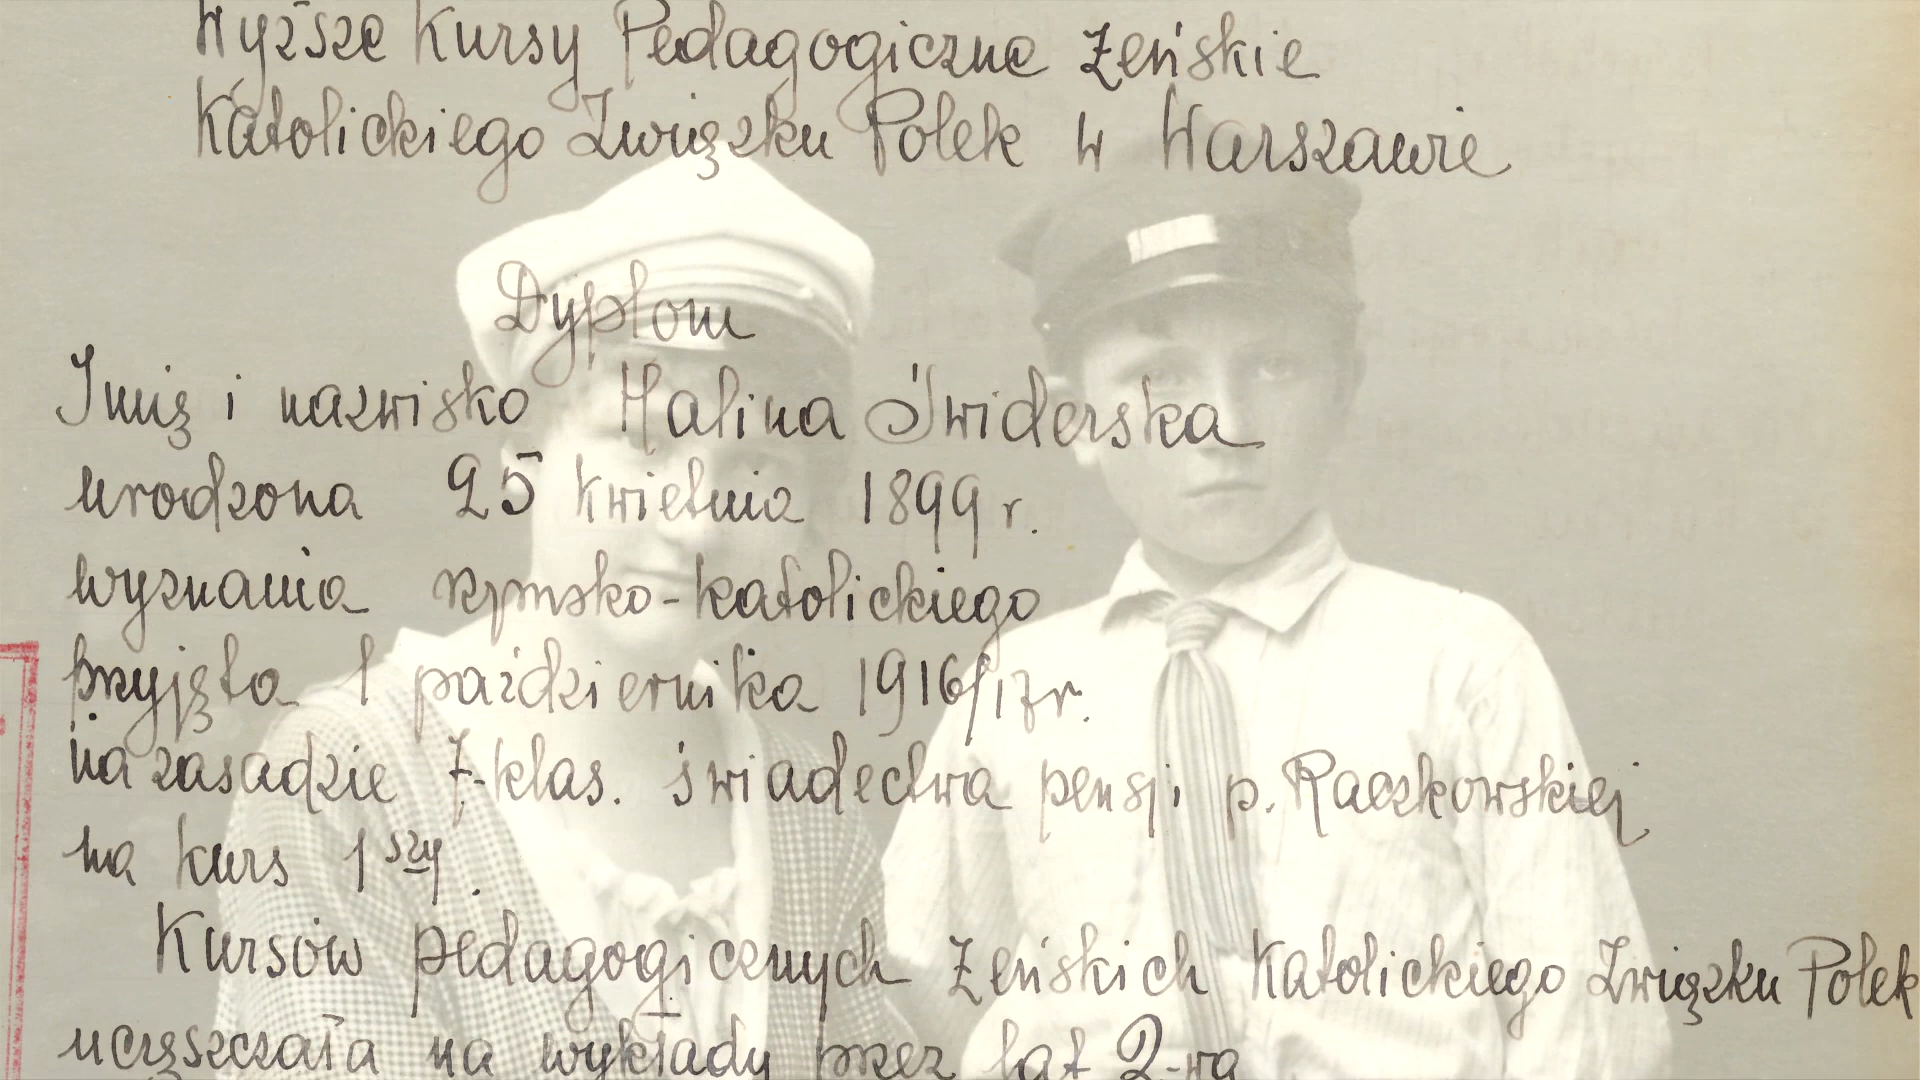 Wyższe Kursy Pedagogiczne Żeńskie
Katolickiego Związku Polek w Warszawie
Dyplom
Imię i nazwisko Halina Świderska
urodzona 25 kwietnia 1899 r.
wyznania rzymsko-katolickiego
przyjęta 1 października 1916/17 r.
na zasadzie 7-klas. świadectwa pensji p. Raczkowskiej
na kurs 1szy.
Kursów pedagogicznych Żeńskich Katolickiego Związku Polek
uczęszczała na wykłady przez lat 2-wa